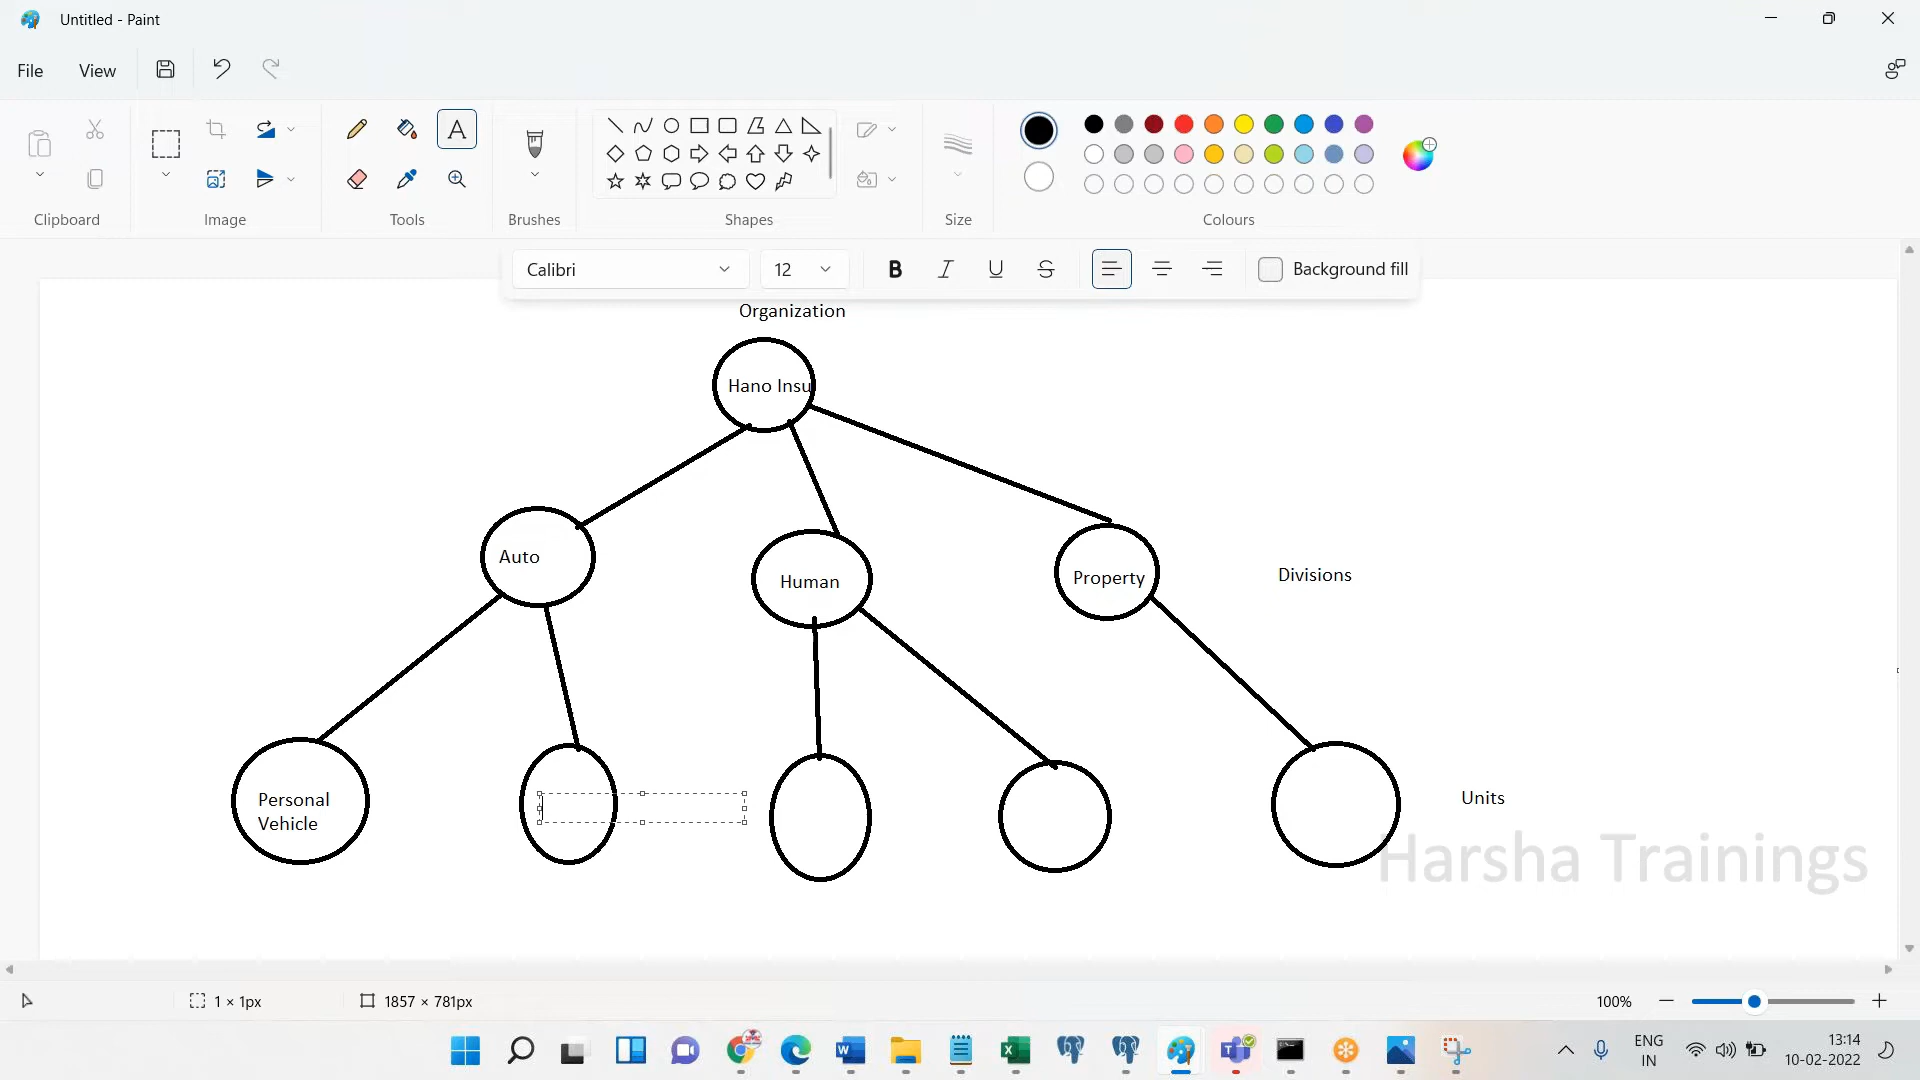 Untitled - Paint
File
View
Clipboard
Image
Tools
Brushes
Shapes
Size
Colours
Calibri
12
B
I
U
S
Background fill
Organization
Hano Insu
Auto
Human
Property
Divisions
Personal
Vehicle
Units
Harsha Trainings
1 × 1px
1857 × 781px
100%
ENG
IN
13:14
10-02-2022